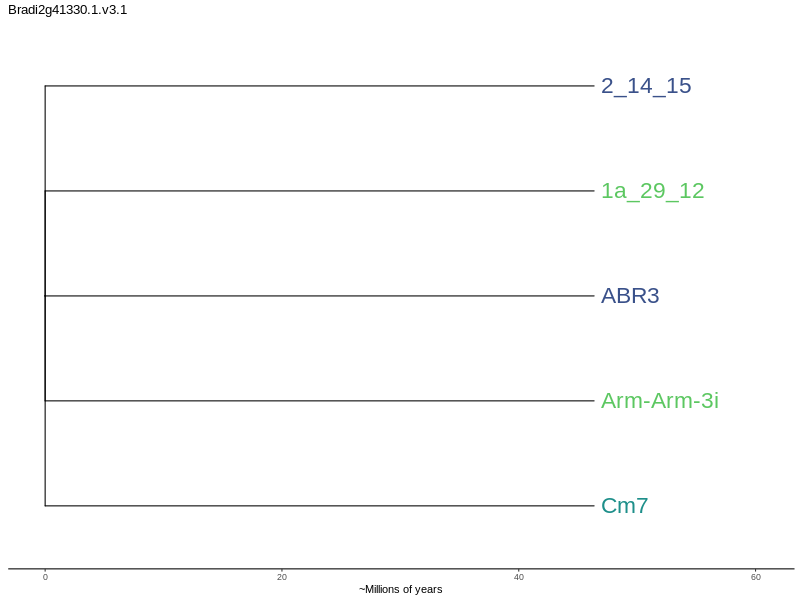 Bradi2g41330.1.v3.1
2_14_15
1a_29_12
ABR3
Arm-Arm-3i
Cm7
0 20 40 60
~Millions of years